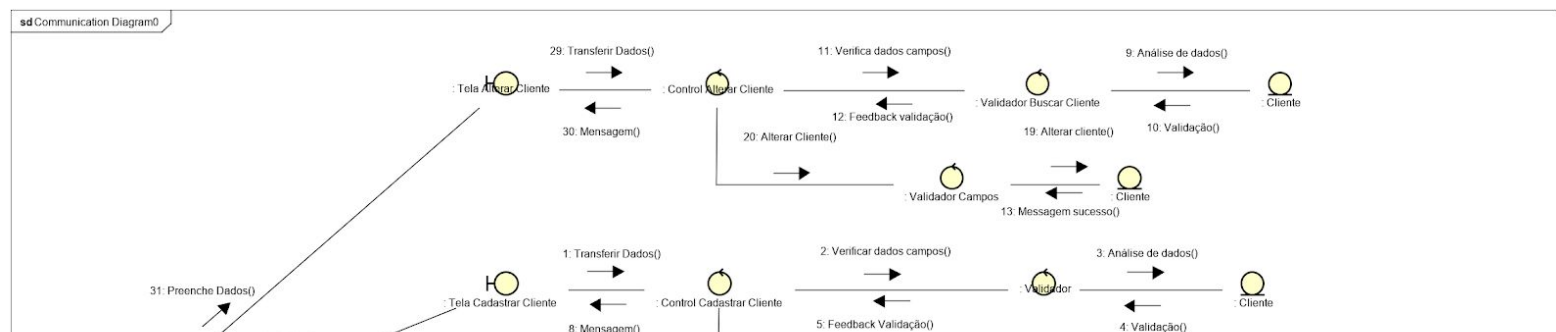 sd Communication Diagram0
29: Transferir Dados()
11: Verifica dados campos()
9: Análise de dados()
: Tela Alterar Cliente
: Control Alterar Cliente
: Validador Buscar Cliente
: Cliente
30: Mensagem()
12: Feedback validação()
10: Validação()
20: Alterar Cliente()
19: Alterar cliente()
: Validador Campos
: Cliente
13: Messagem sucesso()
1: Transferir Dados()
2: Verificar dados campos()
3: Análise de dados()
31: Preenche Dados()
: Tela Cadastrar Cliente
: Control Cadastrar Cliente
: Validador
: Cliente
8: Mensagem()
5: Feedback Validação()
4: Validação()